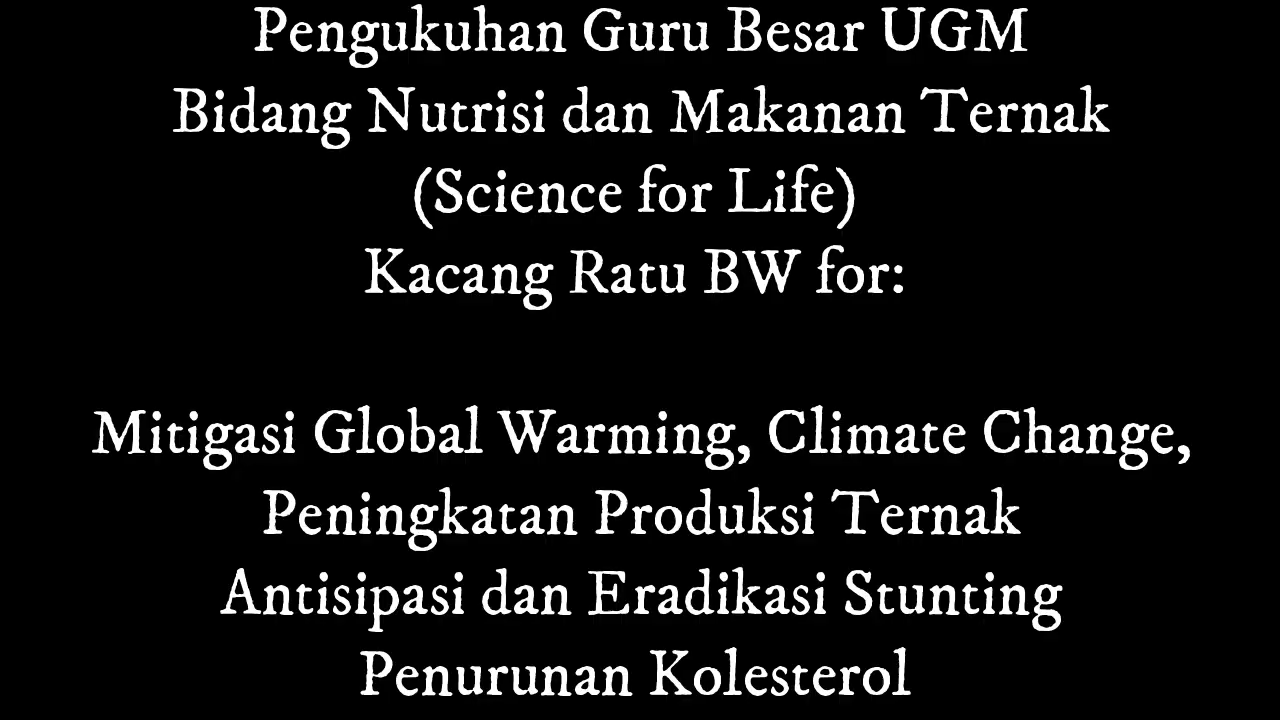 Pengukuhan Guru Besar UGM
Bidang Nutrisi dan Makanan Ternak
(Science for Life)
Kacang Ratu BW for:
Mitigasi Global Warming, Climate Change,
Peningkatan Produksi Ternak
Antisipasi dan Eradikasi Stunting
Penurunan Kolesterol